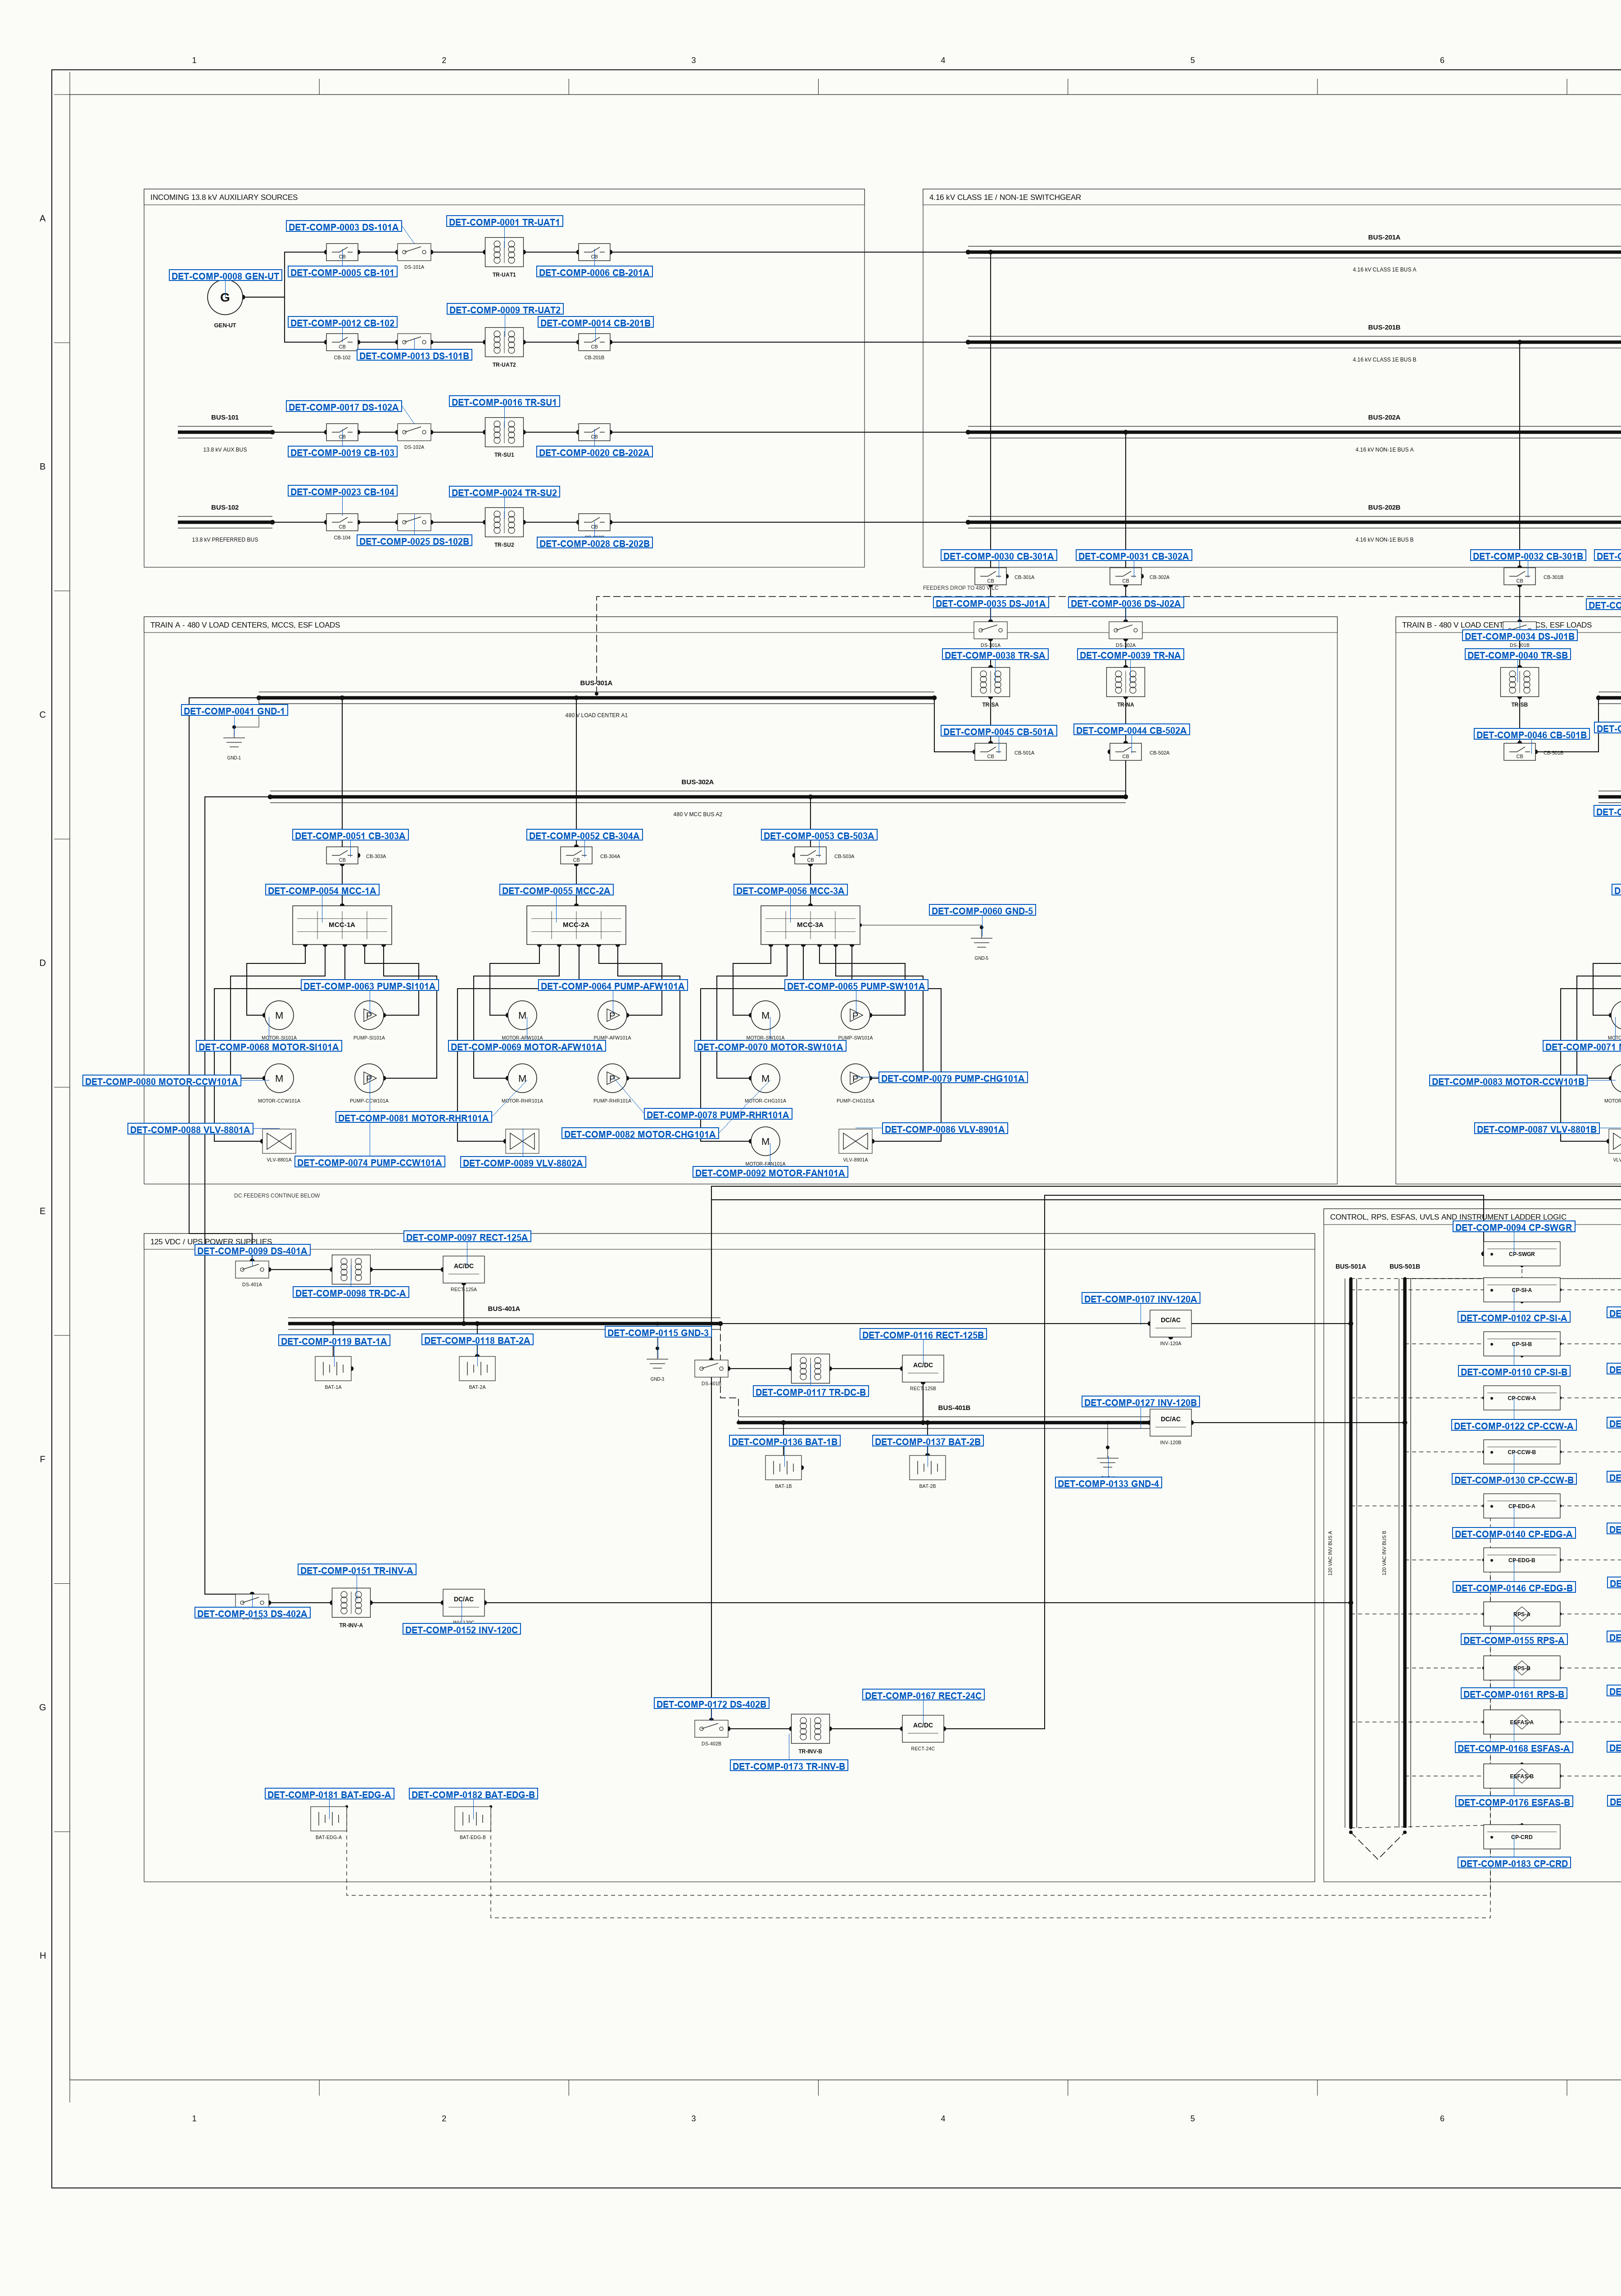 1 2 3 4 5 6
A
INCOMING 13.8 kV AUXILIARY SOURCES
4.16 kV CLASS 1E / NON-1E SWITCHGEAR
DET-COMP-0003 DS-101A
DET-COMP-0001 TR-UAT1
BUS-201A
CB
DS-101A
CB
4.16 kV CLASS 1E BUS A
DET-COMP-0005 CB-101
TR-UAT1
DET-COMP-0006 CB-201A
DET-COMP-0008 GEN-UT
G
GEN-UT
DET-COMP-0009 TR-UAT2
DET-COMP-0012 CB-102
DET-COMP-0014 CB-201B
BUS-201B
CB
CB
CB-102
DET-COMP-0013 DS-101B
TR-UAT2
CB-201B
4.16 kV CLASS 1E BUS B
DET-COMP-0017 DS-102A
DET-COMP-0016 TR-SU1
BUS-101
BUS-202A
CB
DS-102A
CB
13.8 kV AUX BUS
DET-COMP-0019 CB-103
TR-SU1
DET-COMP-0020 CB-202A
4.16 kV NON-1E BUS A
B
DET-COMP-0023 CB-104
DET-COMP-0024 TR-SU2
BUS-102
BUS-202B
CB
CB
13.8 kV PREFERRED BUS
CB-104
DET-COMP-0025 DS-102B
TR-SU2
DET-COMP-0028 CB-202B
4.16 kV NON-1E BUS B
DET-COMP-0030 CB-301A
DET-COMP-0031 CB-302A
DET-COMP-0032 CB-301B
CB
CB-301A
CB
CB-302A
CB
CB-301B
FEEDERS DROP TO 480 V LC
DET-COMP-0035 DS-J01A
DET-COMP-0036 DS-J02A
TRAIN A - 480 V LOAD CENTERS, MCCS, ESF LOADS
DET-COMP-0034 DS-J01B
DET-COMP-0038 TR-SA
DET-COMP-0039 TR-NA
DET-COMP-0040 TR-SB
BUS-301A
TR-SA
TR-NA
TR-SB
C
DET-COMP-0041 GND-1
480 V LOAD CENTER A1
DET-COMP-0045 CB-501A
DET-COMP-0044 CB-502A
DET-COMP-0046 CB-501B
GND-1
CB
CB-501A
CB
CB-502A
CB
CB-501B
BUS-302A
480 V MCC BUS A2
DET-COMP-0051 CB-303A
DET-COMP-0052 CB-304A
DET-COMP-0053 CB-503A
CB
CB-303A
CB
CB-304A
CB
CB-503A
DET-COMP-0054 MCC-1A
DET-COMP-0055 MCC-2A
DET-COMP-0056 MCC-3A
DET-COMP-0060 GND-5
MCC-1A
MCC-2A
MCC-3A
GND-5
D
DET-COMP-0063 PUMP-SI101A
DET-COMP-0064 PUMP-AFW101A
DET-COMP-0065 PUMP-SW101A
M P M P M P
MOTOR-SI101A
PUMP-SI101A
MOTOR-AFW101A
PUMP-AFW101A
MOTOR-SW101A
PUMP-SW101A
DET-COMP-0068 MOTOR-SI101A
DET-COMP-0069 MOTOR-AFW101A
DET-COMP-0070 MOTOR-SW101A
DET-COMP-0080 MOTOR-CCW101A
M P M P M P
DET-COMP-0079 PUMP-CHG101A
DET-COMP-0083 MOTOR-CCW101B
MOTOR-CCW101A
PUMP-CCW101A
MOTOR-RHR101A
PUMP-RHR101A
MOTOR-CHG101A
PUMP-CHG101A
DET-COMP-0081 MOTOR-RHR101A
DET-COMP-0078 PUMP-RHR101A
DET-COMP-0088 VLV-8801A
DET-COMP-0082 MOTOR-CHG101A
DET-COMP-0086 VLV-8901A
DET-COMP-0087 VLV-8801B
M
VLV-8801A
DET-COMP-0074 PUMP-CCW101A
DET-COMP-0089 VLV-8802A
MOTOR-FAN101A
VLV-8901A
DET-COMP-0092 MOTOR-FAN101A
DC FEEDERS CONTINUE BELOW
E
125 VDC / UPS POWER SUPPLIES
CONTROL, RPS, ESFAS, UVLS AND INSTRUMENT LADDER LOGIC
DET-COMP-0094 CP-SWGR
DET-COMP-0099 DS-401A
DET-COMP-0097 RECT-125A
CP-SWGR
AC/DC
BUS-501A
BUS-501B
DS-401A
DET-COMP-0098 TR-DC-A
RECT-125A
CP-SI-A
BUS-401A
DET-COMP-0107 INV-120A
DET-COMP-0102 CP-SI-A
DC/AC
INV-120A
DET-COMP-0119 BAT-1A
DET-COMP-0118 BAT-2A
DET-COMP-0115 GND-3
DET-COMP-0116 RECT-125B
CP-SI-B
BAT-1A
BAT-2A
GND-3
AC/DC
RECT-125B
DET-COMP-0110 CP-SI-B
DET-COMP-0117 TR-DC-B
CP-CCW-A
BUS-401B
DET-COMP-0127 INV-120B
DC/AC
INV-120B
DET-COMP-0122 CP-CCW-A
DET-COMP-0136 BAT-1B
DET-COMP-0137 BAT-2B
CP-CCW-B
F
BAT-1B
BAT-2B
DET-COMP-0133 GND-4
DET-COMP-0130 CP-CCW-B
CP-EDG-A
DET-COMP-0140 CP-EDG-A
120 VAC INV BUS A
120 VAC INV BUS B
CP-EDG-B
DET-COMP-0151 TR-INV-A
DET-COMP-0146 CP-EDG-B
DC/AC
DET-COMP-0153 DS-402A
TR-INV-A
DET-COMP-0152 INV-120C
RPS-A
DET-COMP-0155 RPS-A
RPS-B
DET-COMP-0161 RPS-B
G
DET-COMP-0172 DS-402B
DET-COMP-0167 RECT-24C
AC/DC
DS-402B
TR-INV-B
RECT-24C
ESFAS-A
DET-COMP-0173 TR-INV-B
DET-COMP-0168 ESFAS-A
ESFAS-B
DET-COMP-0181 BAT-EDG-A
DET-COMP-0182 BAT-EDG-B
DET-COMP-0176 ESFAS-B
BAT-EDG-A
BAT-EDG-B
CP-CRD
DET-COMP-0183 CP-CRD
H
1 2 3 4 5 6